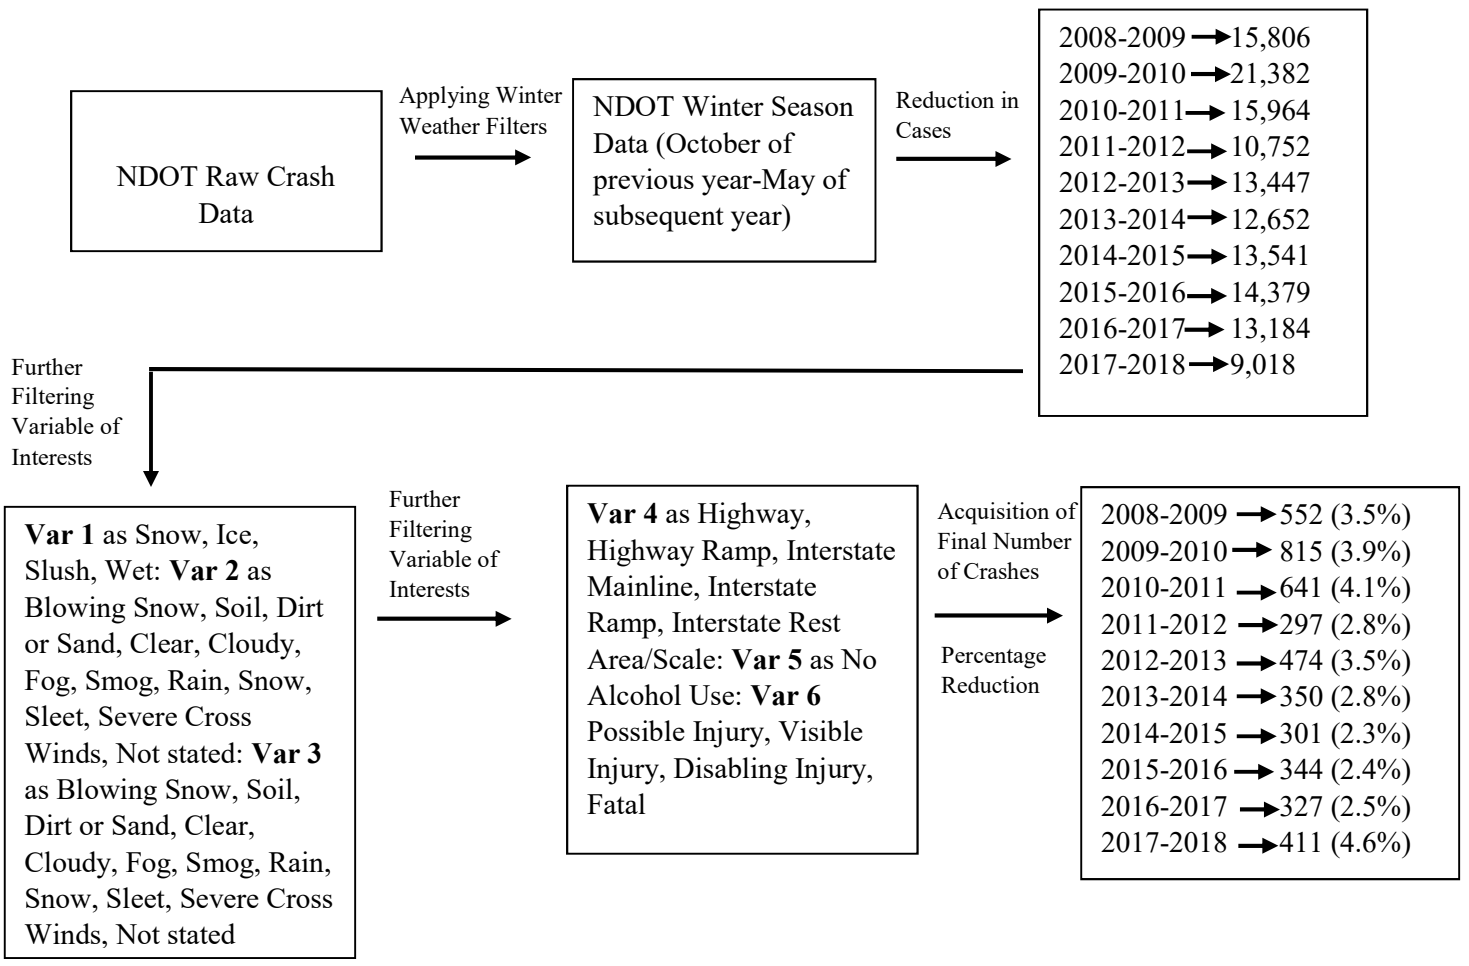 NDOT Raw Crash
Data
Applying Winter
Weather Filters
NDOT Winter Season
Data (October of
previous year-May of
subsequent year)
Reduction in
Cases
2008-2009 → 15,806
2009-2010 → 21,382
2010-2011 → 15,964
2011-2012 → 10,752
2012-2013 → 13,447
2013-2014 → 12,652
2014-2015 → 13,541
2015-2016 → 14,379
2016-2017 → 13,184
2017-2018 → 9,018
Further
Filtering
Variable of
Interests
Var 1 as Snow, Ice,
Slush, Wet: Var 2 as
Blowing Snow, Soil, Dirt
or Sand, Clear, Cloudy,
Fog, Smog, Rain, Snow,
Sleet, Severe Cross
Winds, Not stated: Var 3
as Blowing Snow, Soil,
Dirt or Sand, Clear,
Cloudy, Fog, Smog, Rain,
Snow, Sleet, Severe Cross
Winds, Not stated
Further
Filtering
Variable of
Interests
Var 4 as Highway,
Highway Ramp, Interstate
Mainline, Interstate
Ramp, Interstate Rest
Area/Scale: Var 5 as No
Alcohol Use: Var 6
Possible Injury, Visible
Injury, Disabling Injury,
Fatal
Acquisition of
Final Number
of Crashes
Percentage
Reduction
2008-2009 → 552 (3.5%)
2009-2010 → 815 (3.9%)
2010-2011 → 641 (4.1%)
2011-2012 → 297 (2.8%)
2012-2013 → 474 (3.5%)
2013-2014 → 350 (2.8%)
2014-2015 → 301 (2.3%)
2015-2016 → 344 (2.4%)
2016-2017 → 327 (2.5%)
2017-2018 → 411 (4.6%)